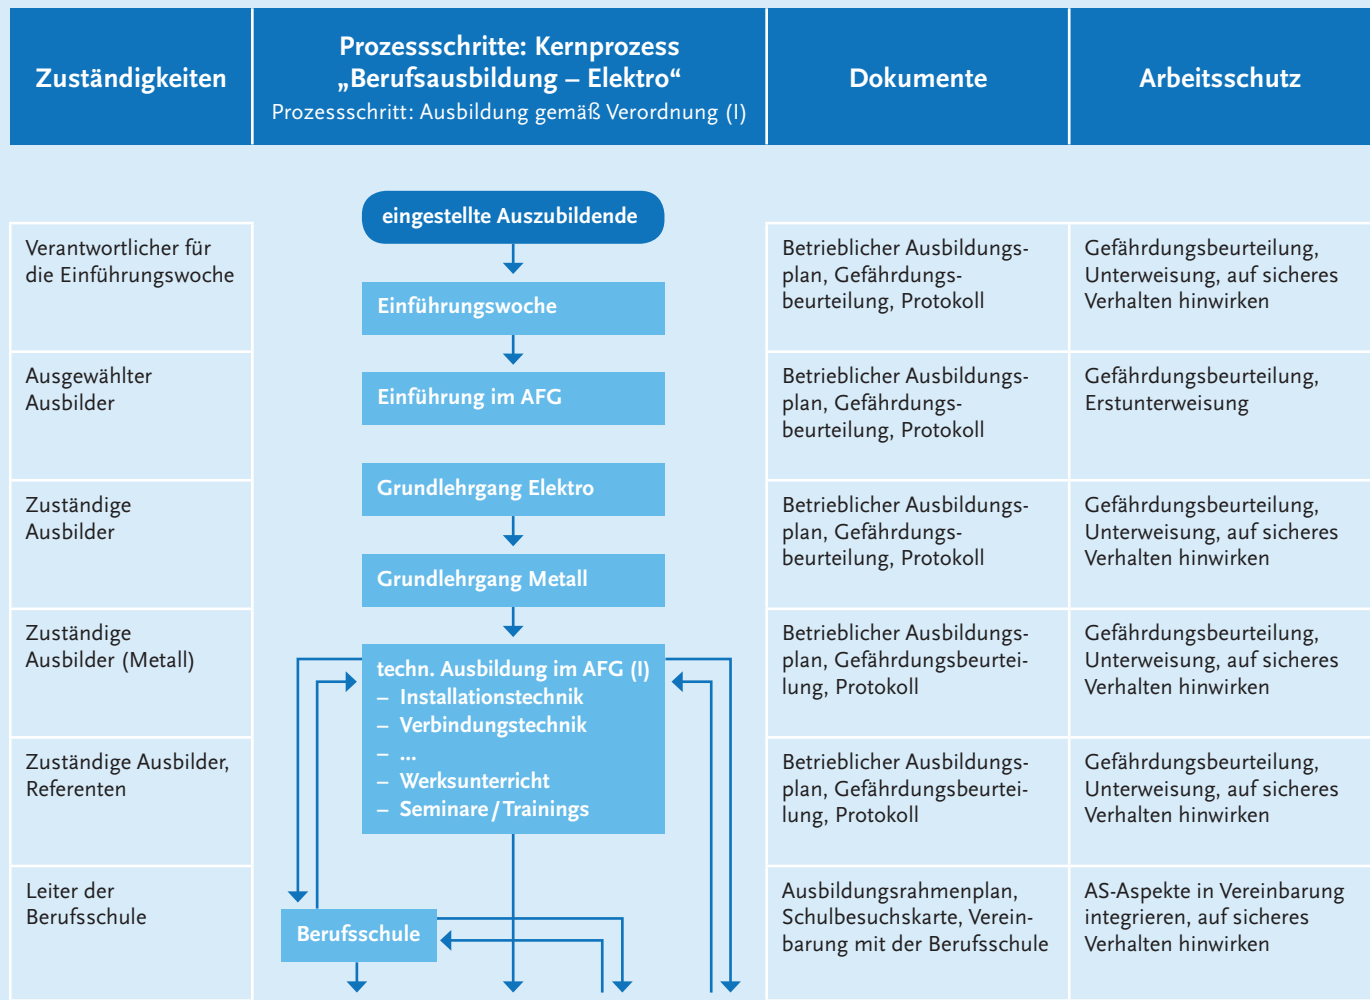 Zuständigkeiten
Prozessschritte: Kernprozess
„Berufsausbildung – Elektro“
Prozessschritt: Ausbildung gemäß Verordnung (I)
Dokumente
Arbeitsschutz
eingestellte Auszubildende
Verantwortlicher für
die Einführungswoche
Einführungswoche
Betrieblicher Ausbildungs-
plan, Gefährdungs-
beurteilung, Protokoll
Gefährdungsbeurteilung,
Unterweisung, auf sicheres
Verhalten hinwirken
Ausgewählter
Ausbilder
Einführung im AFG
Betrieblicher Ausbildungs-
plan, Gefährdungs-
beurteilung, Protokoll
Gefährdungsbeurteilung,
Erstunterweisung
Zuständige
Ausbilder
Grundlehrgang Elektro
Grundlehrgang Metall
Betrieblicher Ausbildungs-
plan, Gefährdungs-
beurteilung, Protokoll
Gefährdungsbeurteilung,
Unterweisung, auf sicheres
Verhalten hinwirken
Zuständige
Ausbilder (Metall)
techn. Ausbildung im AFG (I)
– Installationstechnik
– Verbindungstechnik
– ...
– Werksunterricht
– Seminare / Trainings
Betrieblicher Ausbildungs-
plan, Gefährdungsbeurtei-
lung, Protokoll
Gefährdungsbeurteilung,
Unterweisung, auf sicheres
Verhalten hinwirken
Zuständige Ausbilder,
Referenten
Betrieblicher Ausbildungs-
plan, Gefährdungsbeurtei-
lung, Protokoll
Gefährdungsbeurteilung,
Unterweisung, auf sicheres
Verhalten hinwirken
Leiter der
Berufsschule
Berufsschule
Ausbildungsrahmenplan,
Schulbesuchskarte, Verein-
barung mit der Berufsschule
AS-Aspekte in Vereinbarung
integrieren, auf sicheres
Verhalten hinwirken